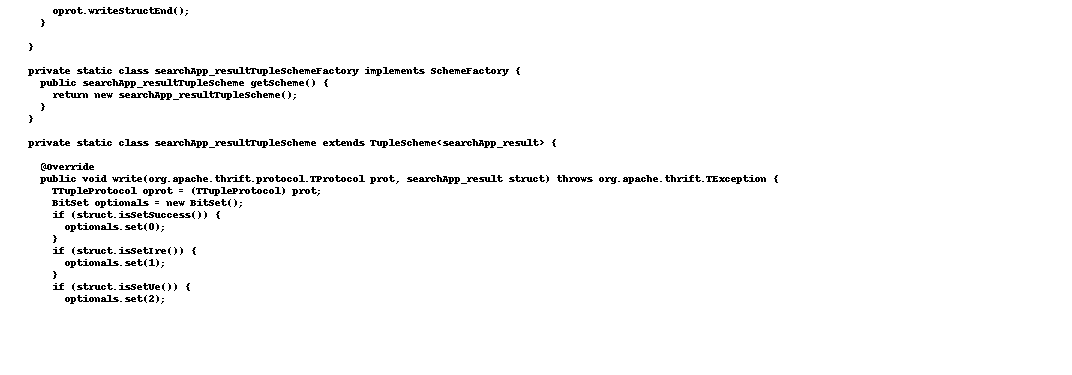 oprot.writeStructEnd();
}
}
private static class searchApp_resultTupleSchemeFactory implements SchemeFactory {
public searchApp_resultTupleScheme getScheme() {
return new searchApp_resultTupleScheme();
}
}
private static class searchApp_resultTupleScheme extends TupleScheme<searchApp_result> {
@Override
public void write(org.apache.thrift.protocol.TProtocol prot, searchApp_result struct) throws org.apache.thrift.TException {
TTupleProtocol oprot = (TTupleProtocol) prot;
BitSet optionals = new BitSet();
if (struct.isSetSuccess()) {
optionals.set(0);
}
if (struct.isSetIre()) {
optionals.set(1);
}
if (struct.isSetUe()) {
optionals.set(2);